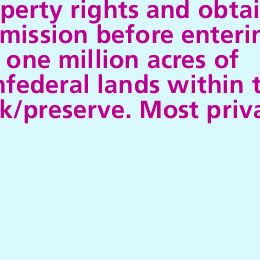 perty rights and obtai
mission before enterin
one million acres of
nfederal lands within t
k/preserve. Most priva